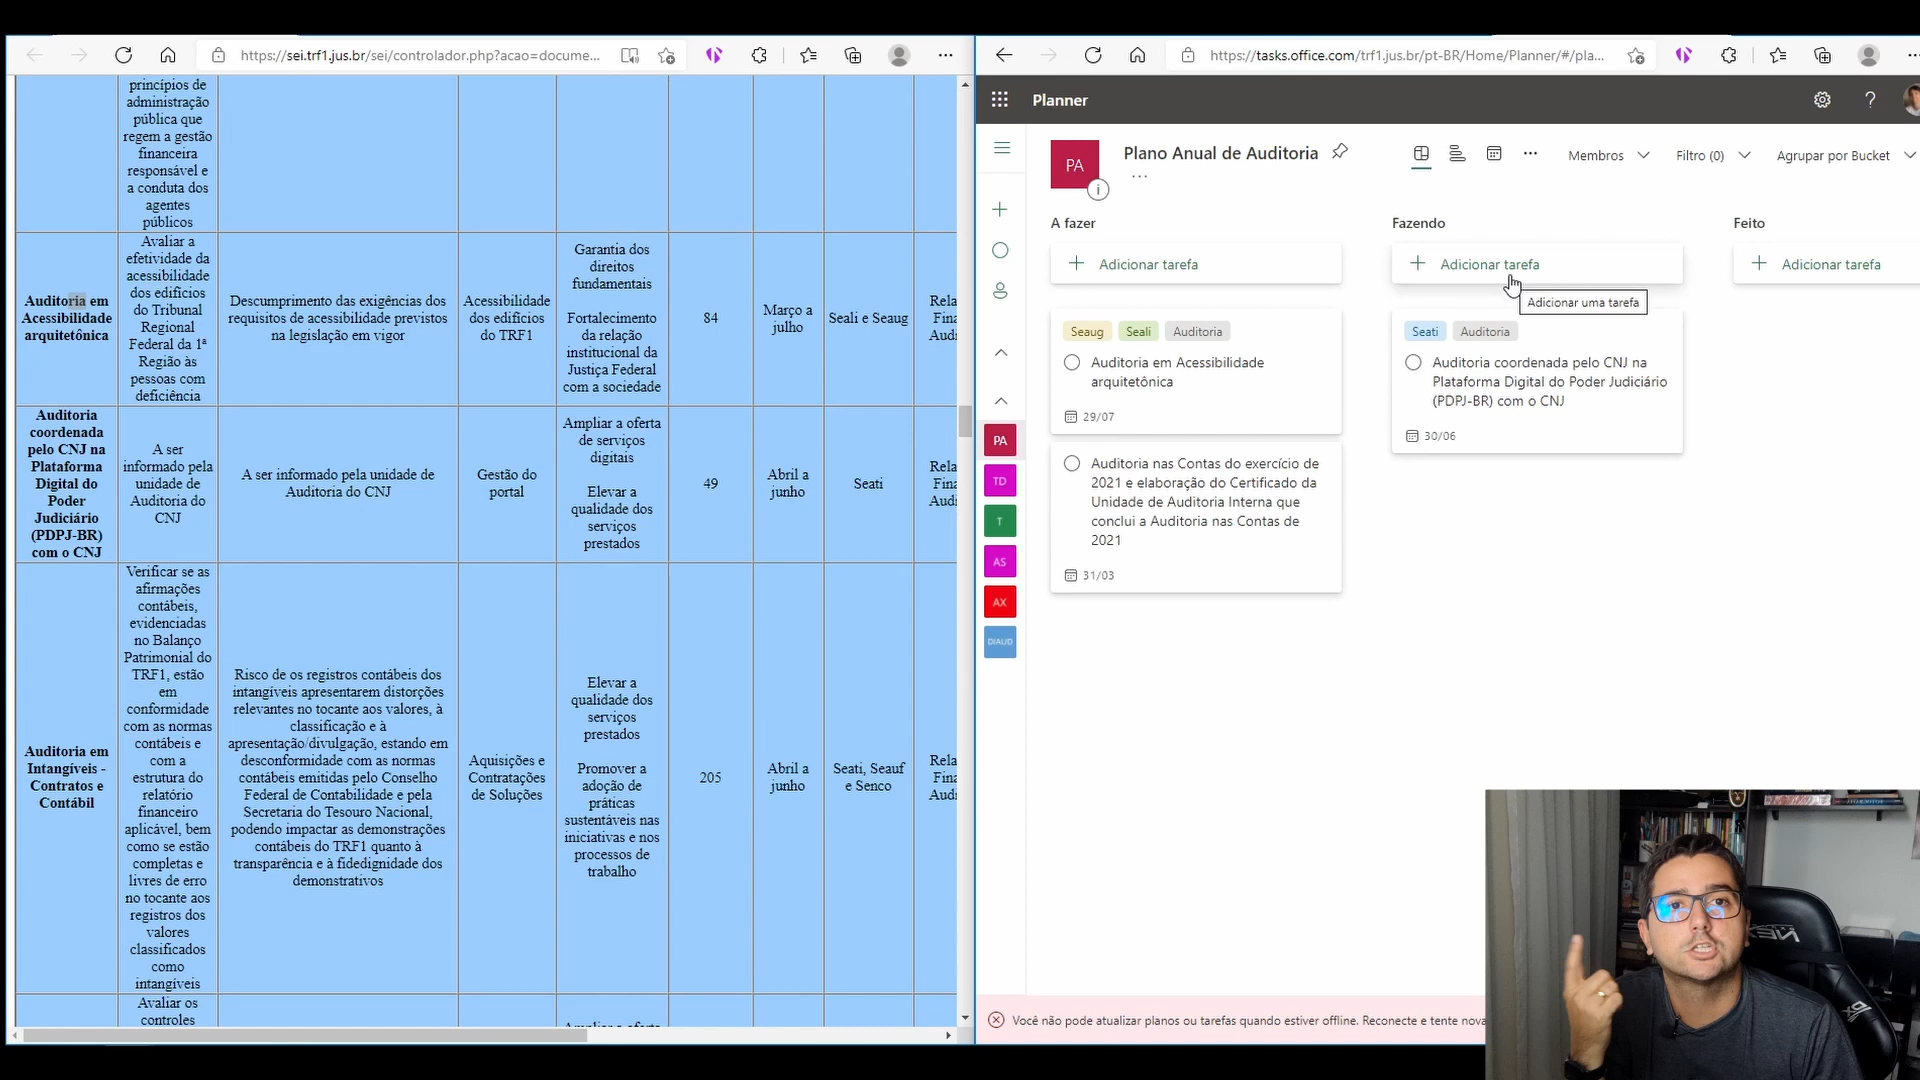 https://sei.trf1.jus.br/sei/controlador.php?acao=docume...
princípios de
administração
pública que
regem a gestão
financeira
responsável e
a conduta dos
agentes
públicos
Auditoria em
Acessibilidade
arquitetônica
Avaliar a
efetividade da
acessibilidade
dos edifícios
do Tribunal
Regional
Federal da 1ª
Região às
pessoas com
deficiência
Descumprimento das exigências dos
requisitos de acessibilidade previstos
na legislação em vigor
Acessibilidade
dos edifícios
do TRF1
Garantia dos
direitos
fundamentais
Fortalecimento
da relação
institucional da
Justiça Federal
com a sociedade
84
Março a
julho
Seali e Seaug
Rela
Fina
Audi
Auditoria
coordenada
pelo CNJ na
Plataforma
Digital do
Poder
Judiciário
(PDPJ-BR)
com o CNJ
A ser
informado pela
unidade de
Auditoria do
CNJ
A ser informado pela unidade de
Auditoria do CNJ
Gestão do
portal
Ampliar a oferta
de serviços
digitais
Elevar a
qualidade dos
serviços
prestados
49
Abril a
junho
Seati
Rela
Fina
Audi
Auditoria em
Intangíveis -
Contratos e
Contábil
Verificar se as
afirmações
contábeis,
evidenciadas
no Balanço
Patrimonial do
TRF1, estão
em
conformidade
com as normas
contábeis e
com a
estrutura do
relatório
financeiro
aplicável, bem
como se estão
completas e
livres de erro
no tocante aos
registros dos
valores
classificados
como
intangíveis
Risco de os registros contábeis dos
intangíveis apresentarem distorções
relevantes no tocante aos valores, à
classificação e à
apresentação/divulgação, estando em
desconformidade com as normas
contábeis emitidas pelo Conselho
Federal de Contabilidade e pela
Secretaria do Tesouro Nacional,
podendo impactar as demonstrações
contábeis do TRF1 quanto à
transparência e à fidedignidade dos
demonstrativos
Aquisições e
Contratações
de Soluções
Elevar a
qualidade dos
serviços
prestados
Promover a
adoção de
práticas
sustentáveis nas
iniciativas e nos
processos de
trabalho
205
Abril a
junho
Seati, Seauf
e Senco
Rela
Fina
Audi
Avaliar os
controles
Ampliar a oferta
https://tasks.office.com/trf1.jus.br/pt-BR/Home/Planner/#/pla...
Planner
?
PA
Plano Anual de Auditoria
...
Membros
Filtro (0)
Agrupar por Bucket
A fazer
Adicionar tarefa
Seaug Seali Auditoria
Auditoria em Acessibilidade
arquitetônica
29/07
Auditoria nas Contas do exercício de
2021 e elaboração do Certificado da
Unidade de Auditoria Interna que
conclui a Auditoria nas Contas de
2021
31/03
Fazendo
Adicionar tarefa
Adicionar uma tarefa
Seati Auditoria
Auditoria coordenada pelo CNJ na
Plataforma Digital do Poder Judiciário
(PDPJ-BR) com o CNJ
30/06
Feito
Adicionar tarefa
PA
TD
T
AS
AX
DIAUD
Você não pode atualizar planos ou tarefas quando estiver offline. Reconecte e tente nova